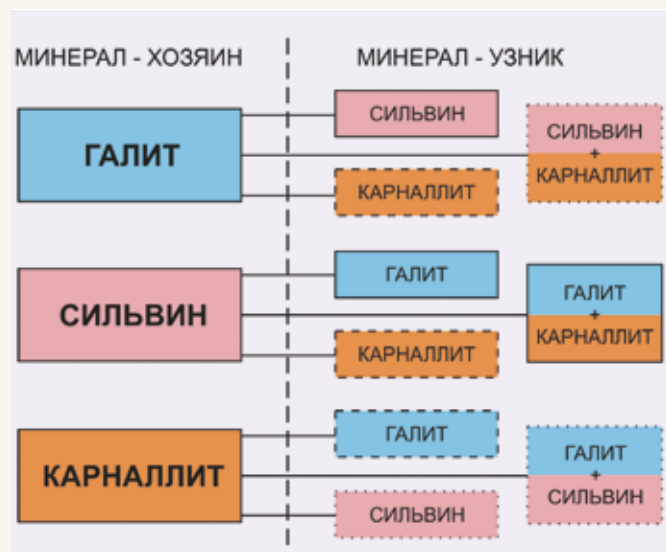 МИНЕРАЛ - ХОЗЯИН
МИНЕРАЛ - УЗНИК
ГАЛИТ
СИЛЬВИН
КАРНАЛЛИТ
СИЛЬВИН
+
КАРНАЛЛИТ
СИЛЬВИН
ГАЛИТ
КАРНАЛЛИТ
ГАЛИТ
+
КАРНАЛЛИТ
КАРНАЛЛИТ
ГАЛИТ
СИЛЬВИН
ГАЛИТ
+
СИЛЬВИН